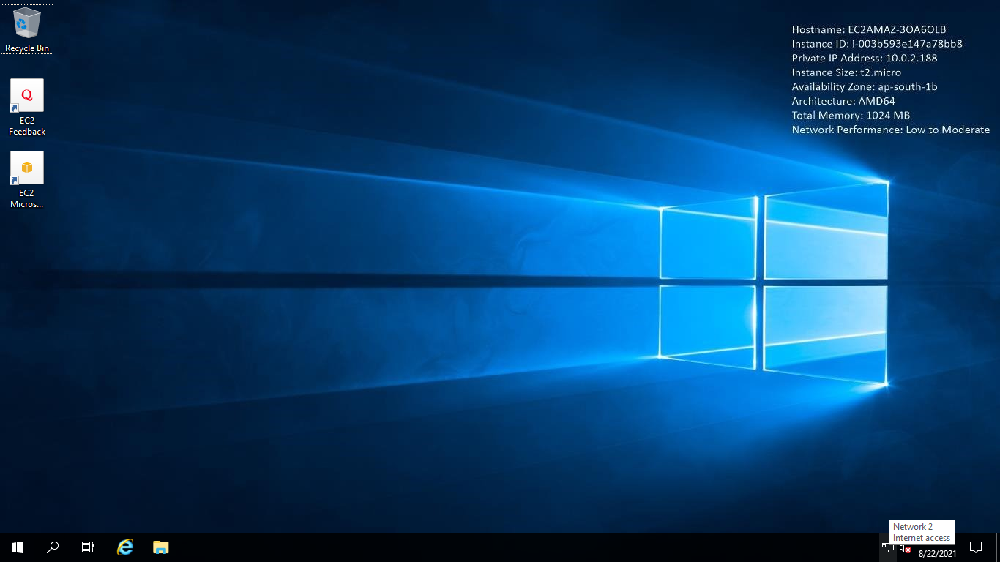 Recycle Bin
Q
EC2
Feedback
EC2
Micros...
Hostname: EC2AMAZ-3OA6OLB
Instance ID: i-003b593e147a78bb8
Private IP Address: 10.0.2.188
Instance Size: t2.micro
Availability Zone: ap-south-1b
Architecture: AMD64
Total Memory: 1024 MB
Network Performance: Low to Moderate
Network 2
Internet access
8/22/2021